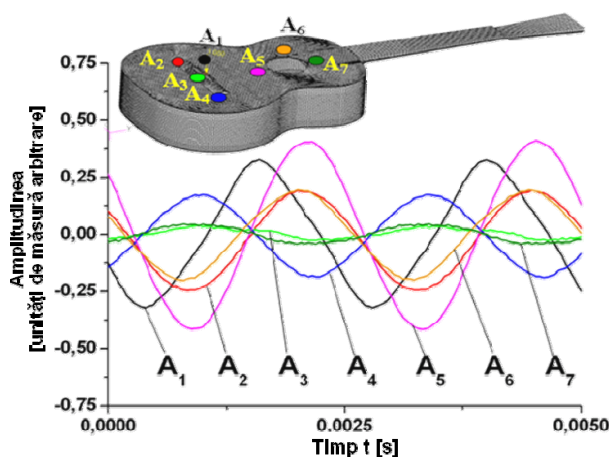 A1
A6
A2
A5
A7
A3
A4
0,75
0,50
0,25
0,00
-0,25
-0,50
-0,75
Amplitudinea
[unităţi de măsură arbitrare]
A1 A2 A3 A4 A5 A6 A7
0,0000 0,0025 0,0050
Timp t [s]